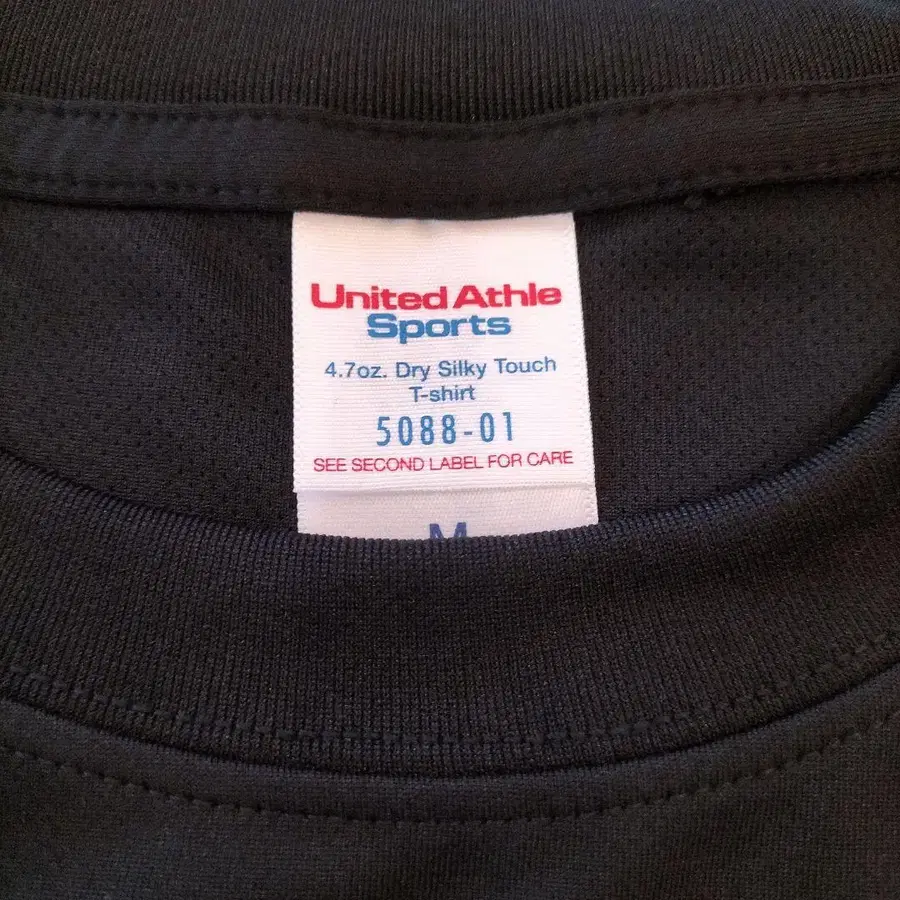 United Athle
Sports
4.7oz. Dry Silky Touch
T-shirt
5088-01
SEE SECOND LABEL FOR CARE
M